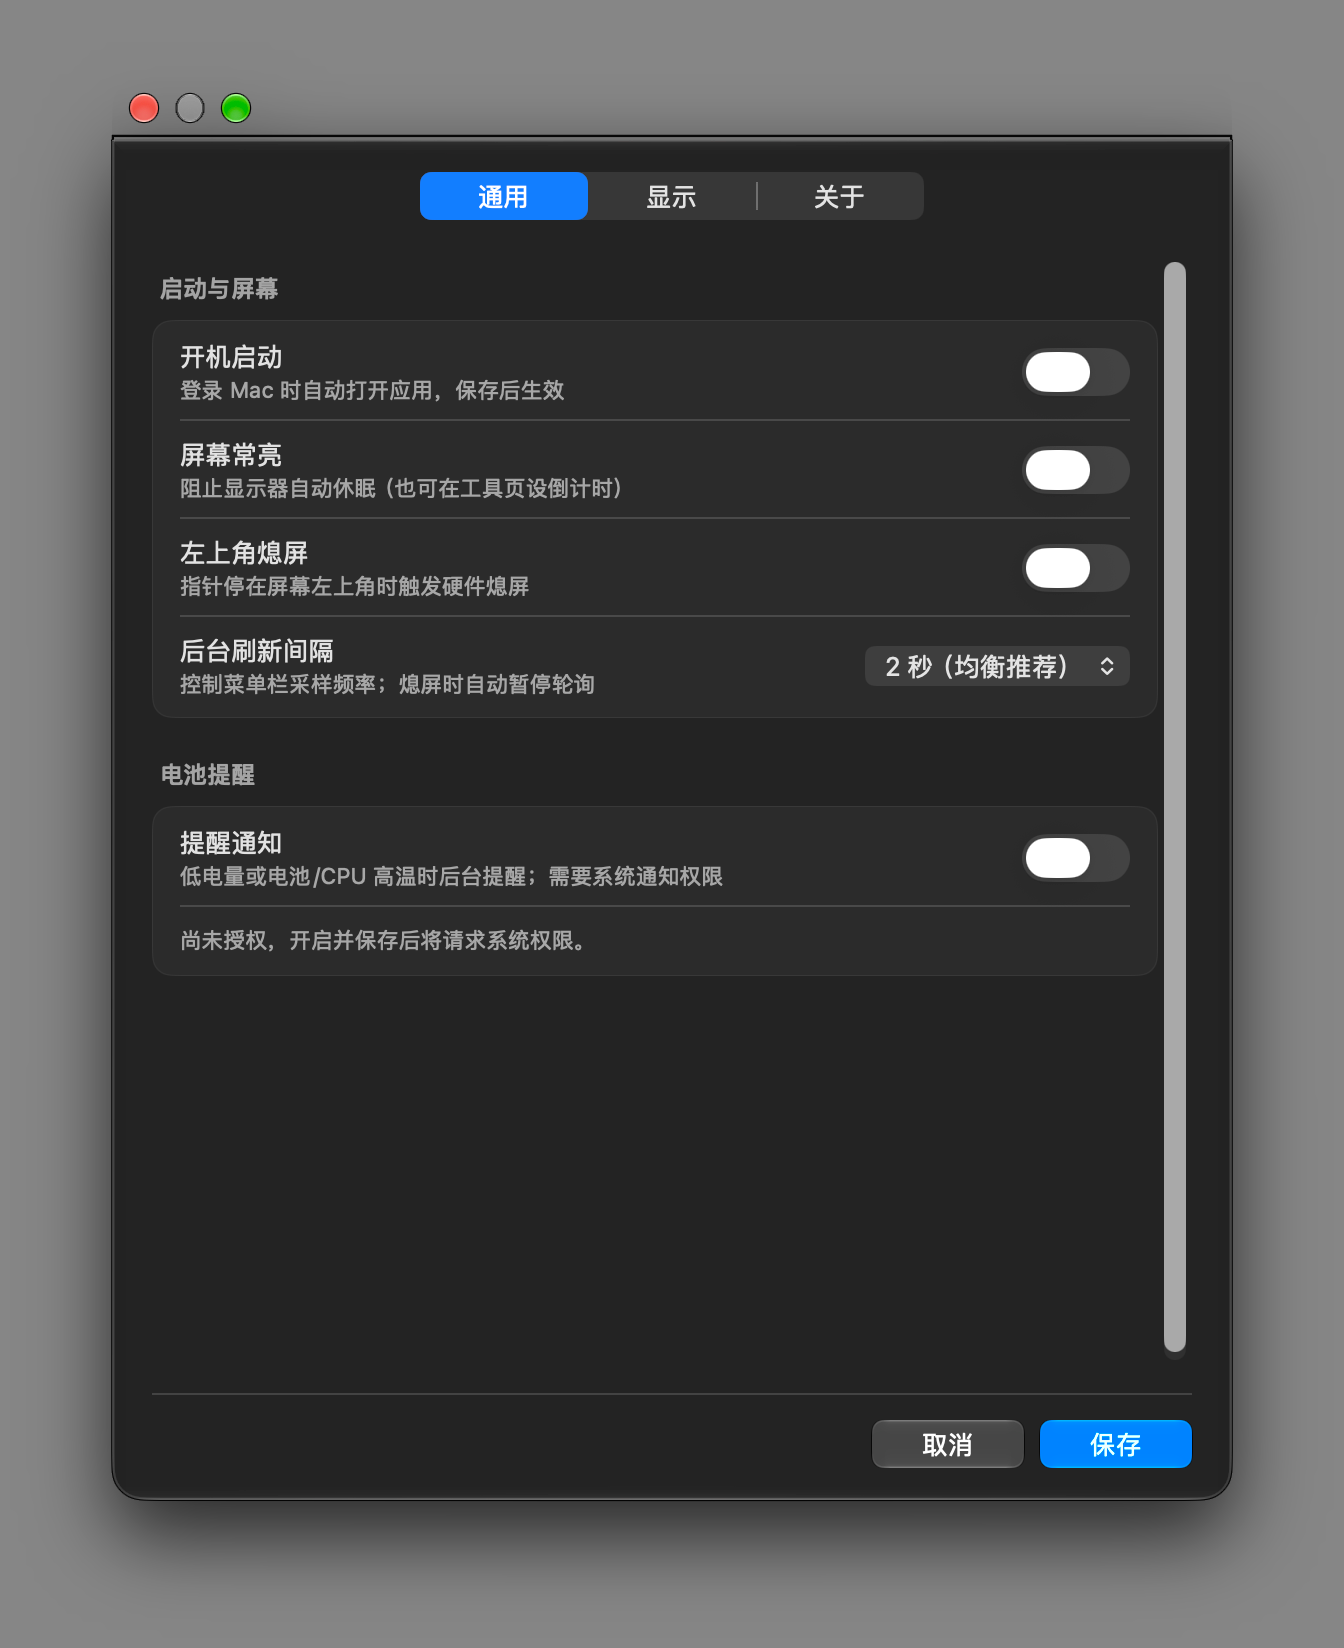 通用
显示
关于
启动与屏幕
开机启动
登录 Mac 时自动打开应用，保存后生效
屏幕常亮
阻止显示器自动休眠（也可在工具页设倒计时）
左上角熄屏
指针停在屏幕左上角时触发硬件熄屏
后台刷新间隔
2 秒（均衡推荐）
控制菜单栏采样频率；熄屏时自动暂停轮询
电池提醒
提醒通知
低电量或电池/CPU 高温时后台提醒；需要系统通知权限
尚未授权，开启并保存后将请求系统权限。
取消
保存